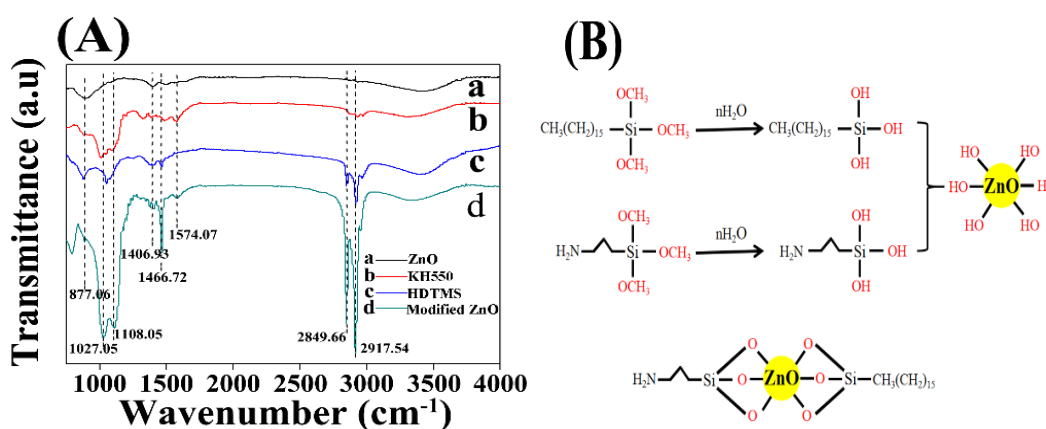 (A)
Transmittance (a.u)
a
b
c
d
877.06
1027.05
1108.05
1406.93
1466.72
1574.07
2849.66
2917.54
a ZnO
b KH550
c HDTMS
d Modified ZnO
1000 1500 2000 2500 3000 3500 4000
Wavenumber (cm⁻¹)
(B)
OCH₃
CH₃(CH₂)₁₅ Si OCH₃
OCH₃
nH₂O
OH
CH₃(CH₂)₁₅ Si OH
OH
OCH₃
H₂N Si OCH₃
OCH₃
nH₂O
OH
H₂N Si OH
OH
HO HO
HO ZnO H
HO HO
O O
H₂N Si O ZnO O Si CH₃(CH₂)₁₅
O O